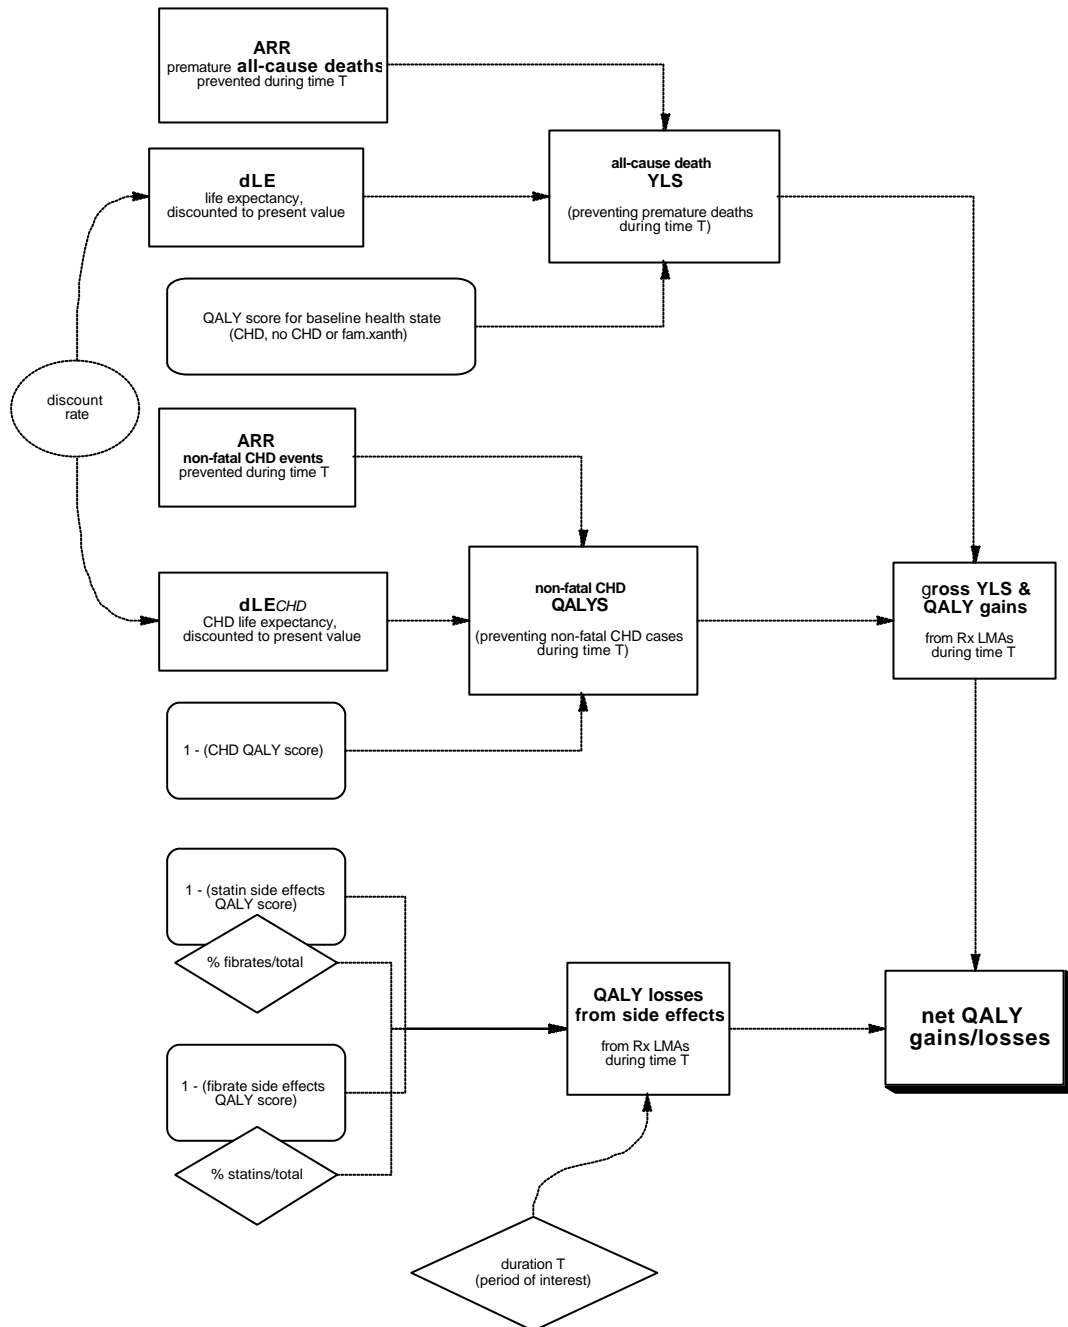 ARR
premature all-cause deaths
prevented during time T
dLE
life expectancy,
discounted to present value
all-cause death
YLS
(preventing premature deaths
during time T)
QALY score for baseline health state
(CHD, no CHD or fam.xanth)
discount
rate
ARR
non-fatal CHD events
prevented during time T
dLECHD
CHD life expectancy,
discounted to present value
non-fatal CHD
QALYS
(preventing non-fatal CHD cases
during time T)
gross YLS &
QALY gains
from Rx LMAs
during time T
1 - (CHD QALY score)
1 - (statin side effects
QALY score)
% fibrates/total
QALY losses
from side effects
from Rx LMAs
during time T
net QALY
gains/losses
1 - (fibrate side effects
QALY score)
% statins/total
duration T
(period of interest)